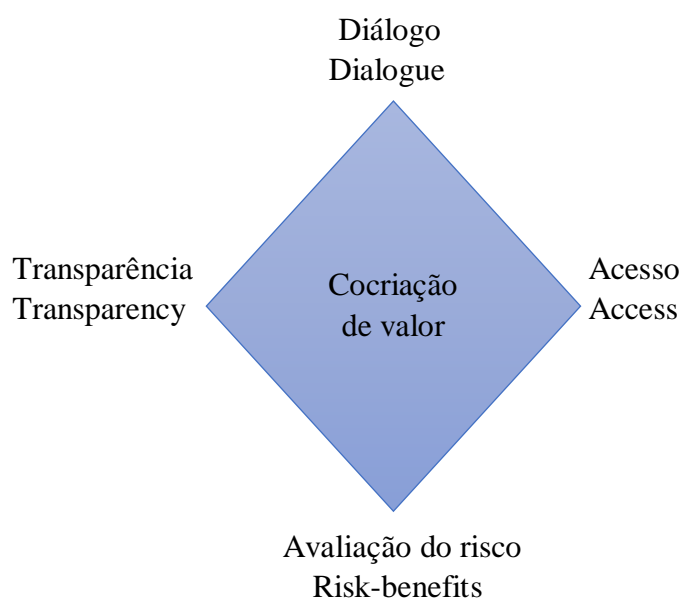 Diálogo
Dialogue
Transparência
Transparency
Cocriação
de valor
Acesso
Access
Avaliação do risco
Risk-benefits